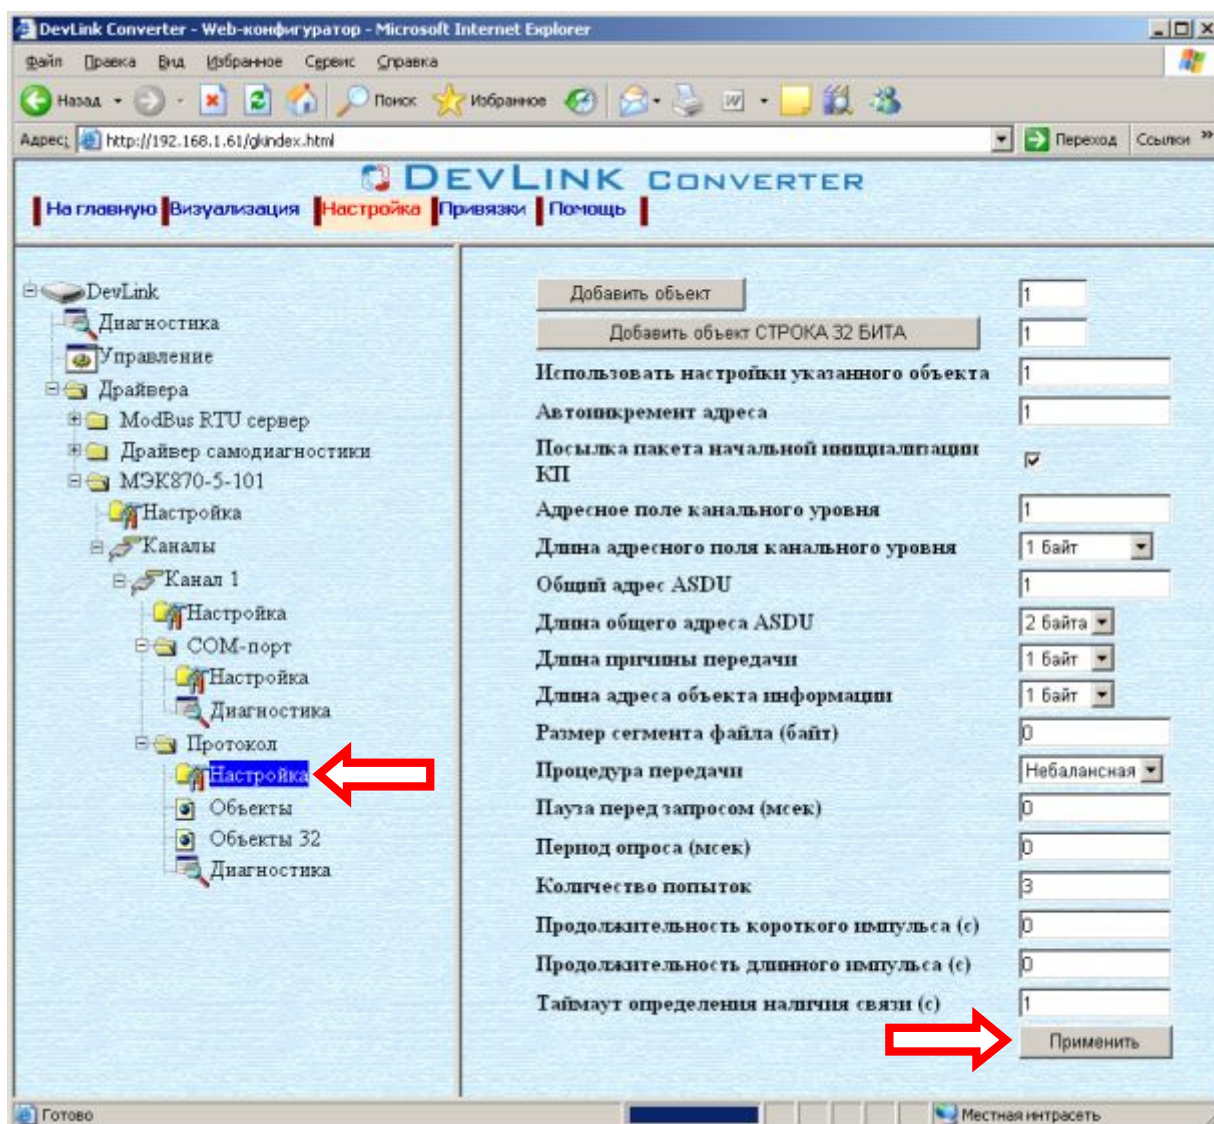 DevLink Converter - Web-конфигуратор - Microsoft Internet Explorer
Файл Правка Вид Избранное Сервис Справка
Назад Поиск Избранное
Адрес: http://192.168.1.61/gkindex.html Переход Ссылки »
DEVLINK CONVERTER
На главную Визуализация Настройка Привязки Помощь
DevLink
Диагностика
Управление
Драйвера
ModBus RTU сервер
Драйвер самодиагностики
МЭК870-5-101
Настройка
Каналы
Канал 1
Настройка
COM-порт
Настройка
Диагностика
Протокол
Настройка
Объекты
Объекты 32
Диагностика
Добавить объект 1
Добавить объект СТРОКА 32 БИТА 1
Использовать настройки указанного объекта 1
Автоинкремент адреса 1
Посылка пакета начальной инициализации
КП
Адресное поле канального уровня 1
Длина адресного поля канального уровня 1 байт
Общий адрес ASDU 1
Длина общего адреса ASDU 2 байта
Длина причины передачи 1 байт
Длина адреса объекта информации 1 байт
Размер сегмента файла (байт) 0
Процедура передачи Небалансная
Пауза перед запросом (мсек) 0
Период опроса (мсек) 0
Количество попыток 3
Продолжительность короткого импульса (с) 0
Продолжительность длинного импульса (с) 0
Таймаут определения наличия связи (с) 1
Применить
Готово Местная интрасеть